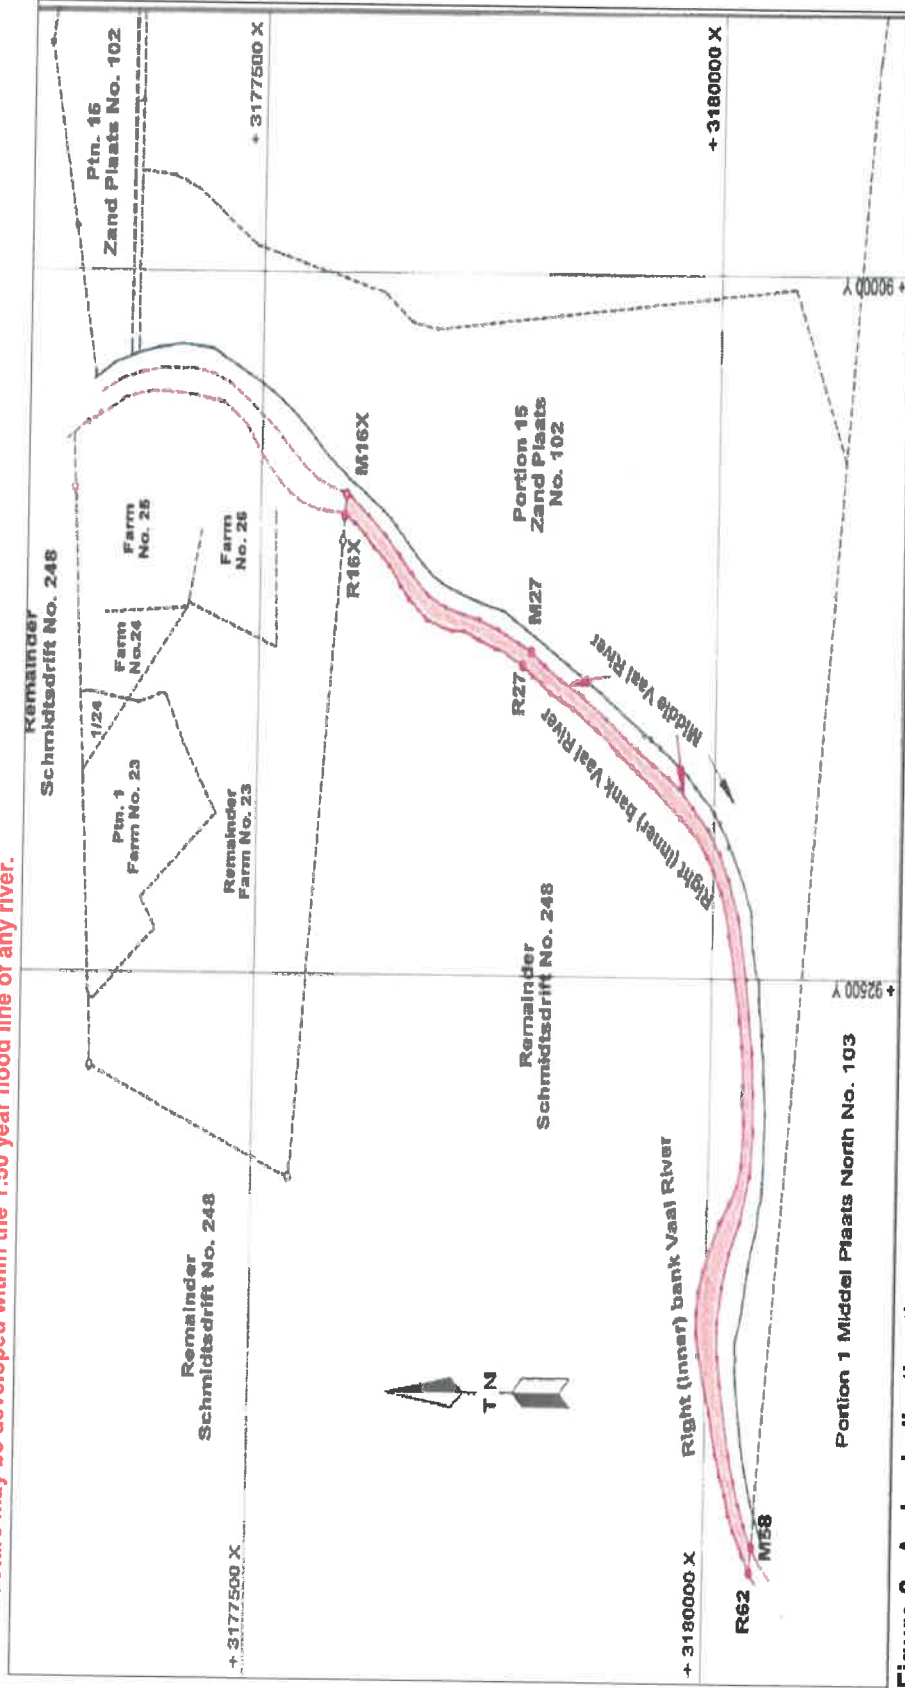 may be developed within the 1:50 year flood line of any river.
Remainder
Schmidtsdrift No. 248
Ptn. 16
Zand Plaats No. 102
+ 3177500 X
+ 3177500 X
Farm
No. 25
Farm
No. 26
Farm
No.24
1/24
Ptn. 1
Farm No. 23
Remainder
Farm No. 23
Remainder
Schmidtsdrift No. 248
M16X
R16X
Portion 15
Zand Plaats
No. 102
M27
R27
Middle Vaal River
Right (Inner) bank Vaal River
Remainder
Schmidtsdrift No. 248
T N
Right (Inner) bank Vaal River
+ 3180000 X
+ 3180000 X
+ 90000 Y
+ 92500 Y
R62
M58
Portion 1 Middel Plaats North No. 103